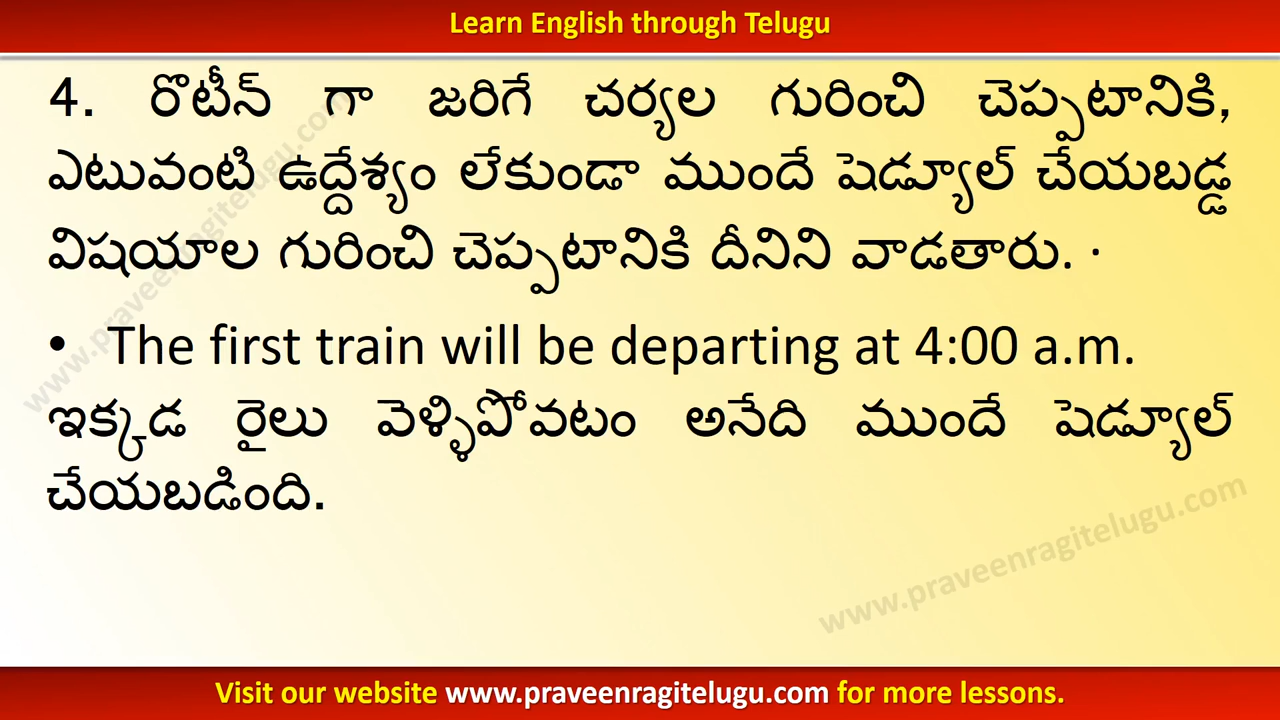 Learn English through Telugu
4. రొటీన్ గా జరిగే చర్యల గురించి చెప్పటానికి,
ఎటువంటి ఉద్దేశ్యం లేకుండా ముందే షెడ్యూల్ చేయబడ్డ
విషయాల గురించి చెప్పటానికి దీనిని వాడతారు. ·
• The first train will be departing at 4:00 a.m.
ఇక్కడ రైలు వెళ్ళిపోవటం అనేది ముందే షెడ్యూల్
చేయబడింది.
www.praveenragitelugu.com
www.praveenragitelugu.com
Visit our website www.praveenragitelugu.com for more lessons.